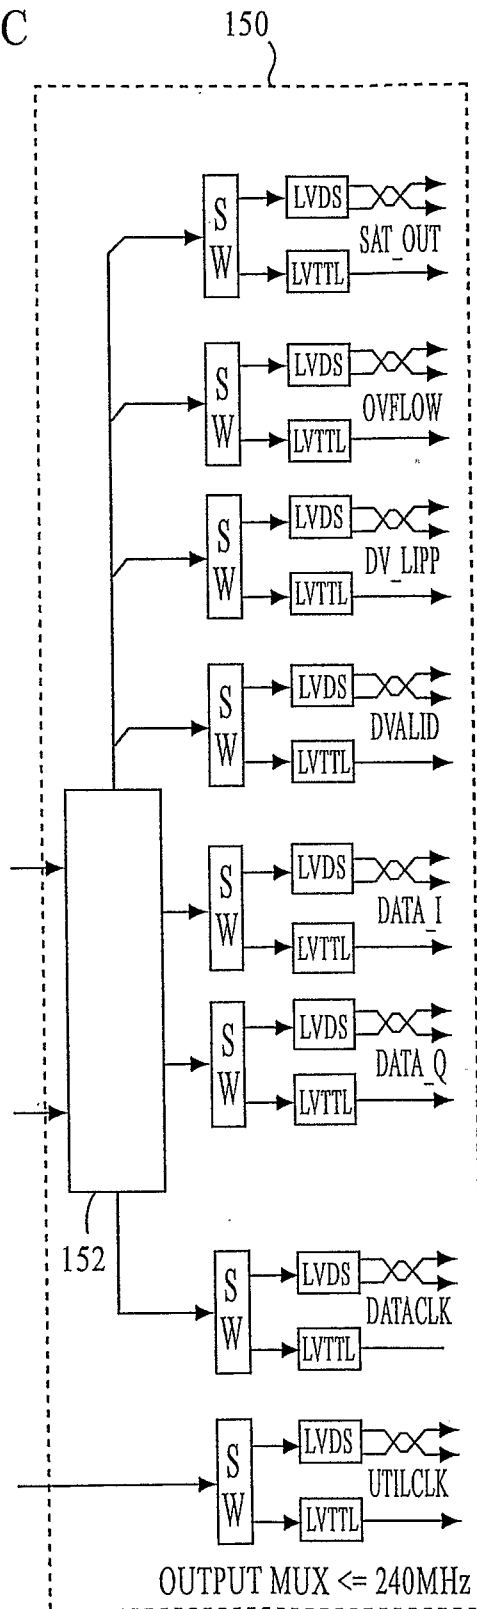 C
150
S
W
LVDS
SAT_OUT
LVTTL
S
W
LVDS
OVFLOW
LVTTL
S
W
LVDS
DV_LIPP
LVTTL
S
W
LVDS
DVALID
LVTTL
S
W
LVDS
DATA_I
LVTTL
S
W
LVDS
DATA_Q
LVTTL
152
S
W
LVDS
DATACLK
LVTTL
S
W
LVDS
UTILCLK
LVTTL
OUTPUT MUX <= 240MHz